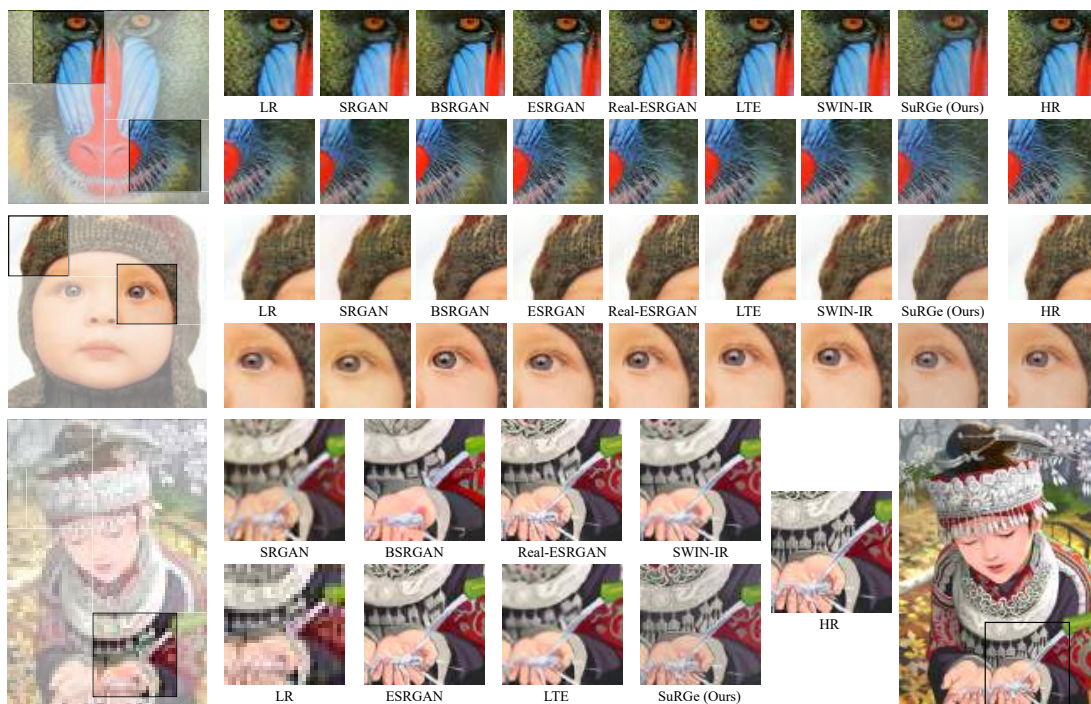 LR SRGAN BSRGAN ESRGAN Real-ESRGAN LTE SWIN-IR SuRGe (Ours) HR
LR SRGAN BSRGAN ESRGAN Real-ESRGAN LTE SWIN-IR SuRGe (Ours) HR
SRGAN BSRGAN Real-ESRGAN SWIN-IR
HR
LR ESRGAN LTE SuRGe (Ours)